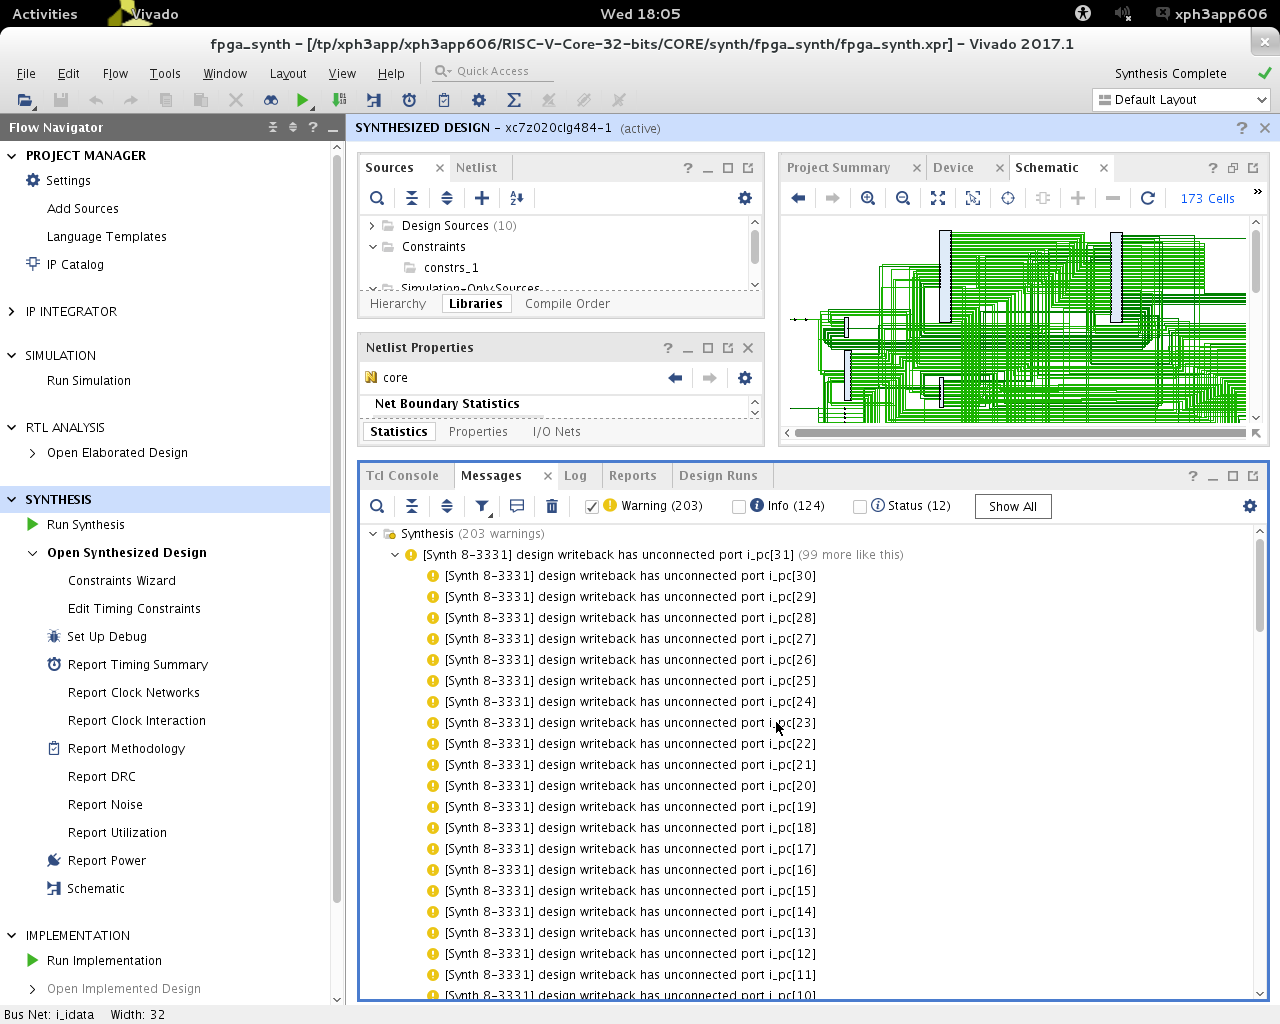 Activities Vivado Wed 18:05 xph3app606
fpga_synth – [/tp/xph3app/xph3app606/RISC-V-Core-32-bits/CORE/synth/fpga_synth/fpga_synth.xpr] – Vivado 2017.1
File Edit Flow Tools Window Layout View Help Quick Access Synthesis Complete
Default Layout
Flow Navigator
SYNTHESIZED DESIGN – xc7z020clg484-1 (active)
PROJECT MANAGER
Settings
Add Sources
Language Templates
IP Catalog
IP INTEGRATOR
SIMULATION
Run Simulation
RTL ANALYSIS
Open Elaborated Design
SYNTHESIS
Run Synthesis
Open Synthesized Design
Constraints Wizard
Edit Timing Constraints
Set Up Debug
Report Timing Summary
Report Clock Networks
Report Clock Interaction
Report Methodology
Report DRC
Report Noise
Report Utilization
Report Power
Schematic
IMPLEMENTATION
Run Implementation
Open Implemented Design
Sources Netlist
Design Sources (10)
Constraints
constrs_1
Simulation-Only Sources
Hierarchy Libraries Compile Order
Netlist Properties
core
Net Boundary Statistics
Statistics Properties I/O Nets
Project Summary Device Schematic
173 Cells
Tcl Console Messages Log Reports Design Runs
Warning (203) Info (124) Status (12) Show All
Synthesis (203 warnings)
[Synth 8-3331] design writeback has unconnected port i_pc[31] (99 more like this)
[Synth 8-3331] design writeback has unconnected port i_pc[30]
[Synth 8-3331] design writeback has unconnected port i_pc[29]
[Synth 8-3331] design writeback has unconnected port i_pc[28]
[Synth 8-3331] design writeback has unconnected port i_pc[27]
[Synth 8-3331] design writeback has unconnected port i_pc[26]
[Synth 8-3331] design writeback has unconnected port i_pc[25]
[Synth 8-3331] design writeback has unconnected port i_pc[24]
[Synth 8-3331] design writeback has unconnected port i_pc[23]
[Synth 8-3331] design writeback has unconnected port i_pc[22]
[Synth 8-3331] design writeback has unconnected port i_pc[21]
[Synth 8-3331] design writeback has unconnected port i_pc[20]
[Synth 8-3331] design writeback has unconnected port i_pc[19]
[Synth 8-3331] design writeback has unconnected port i_pc[18]
[Synth 8-3331] design writeback has unconnected port i_pc[17]
[Synth 8-3331] design writeback has unconnected port i_pc[16]
[Synth 8-3331] design writeback has unconnected port i_pc[15]
[Synth 8-3331] design writeback has unconnected port i_pc[14]
[Synth 8-3331] design writeback has unconnected port i_pc[13]
[Synth 8-3331] design writeback has unconnected port i_pc[12]
[Synth 8-3331] design writeback has unconnected port i_pc[11]
[Synth 8-3331] design writeback has unconnected port i_pc[10]
Bus Net: i_idata Width: 32